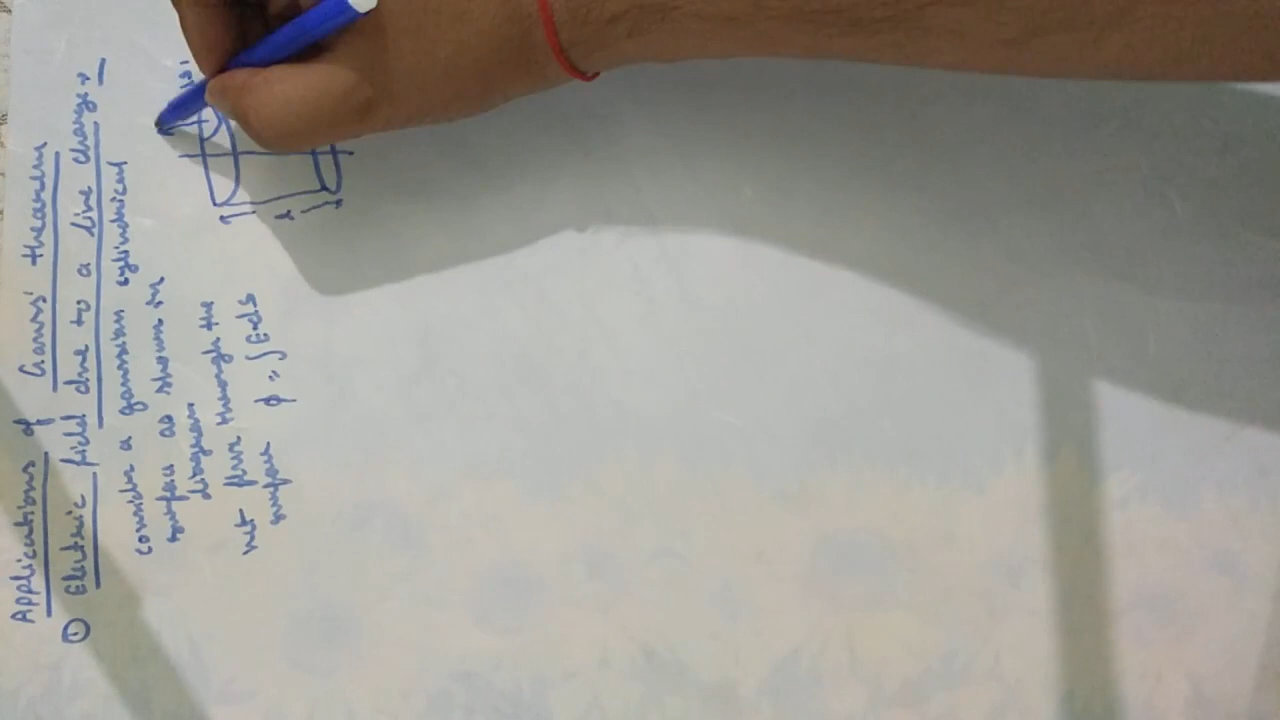 Applications of Gauss' theorem
① Electric field due to a line charge →
consider a gaussian cylindrical
surface as shown in
diagram
net flux through the
surface φ = ∫ E.ds
l